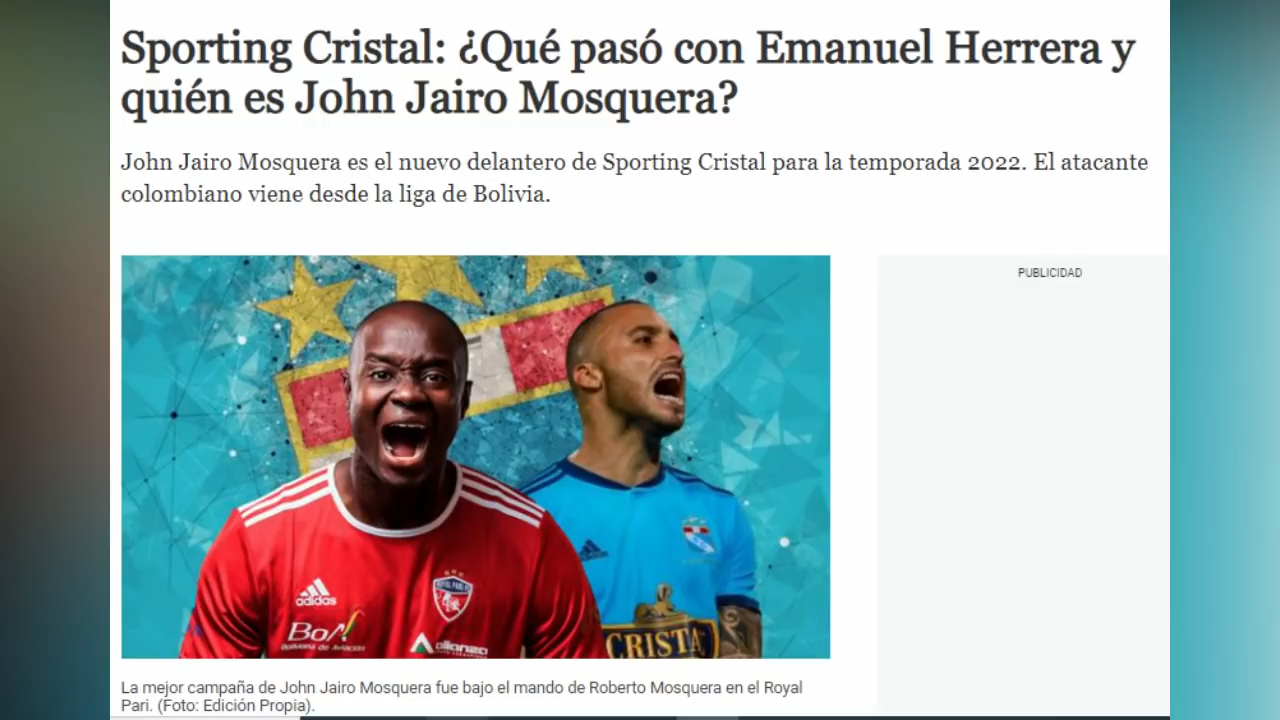 Sporting Cristal: ¿Qué pasó con Emanuel Herrera y
quién es John Jairo Mosquera?
John Jairo Mosquera es el nuevo delantero de Sporting Cristal para la temporada 2022. El atacante
colombiano viene desde la liga de Bolivia.
PUBLICIDAD
adidas
ROYAL PARI
BoA
Boliviana de Aviación
alianza
CRISTA
La mejor campaña de John Jairo Mosquera fue bajo el mando de Roberto Mosquera en el Royal
Pari. (Foto: Edición Propia).